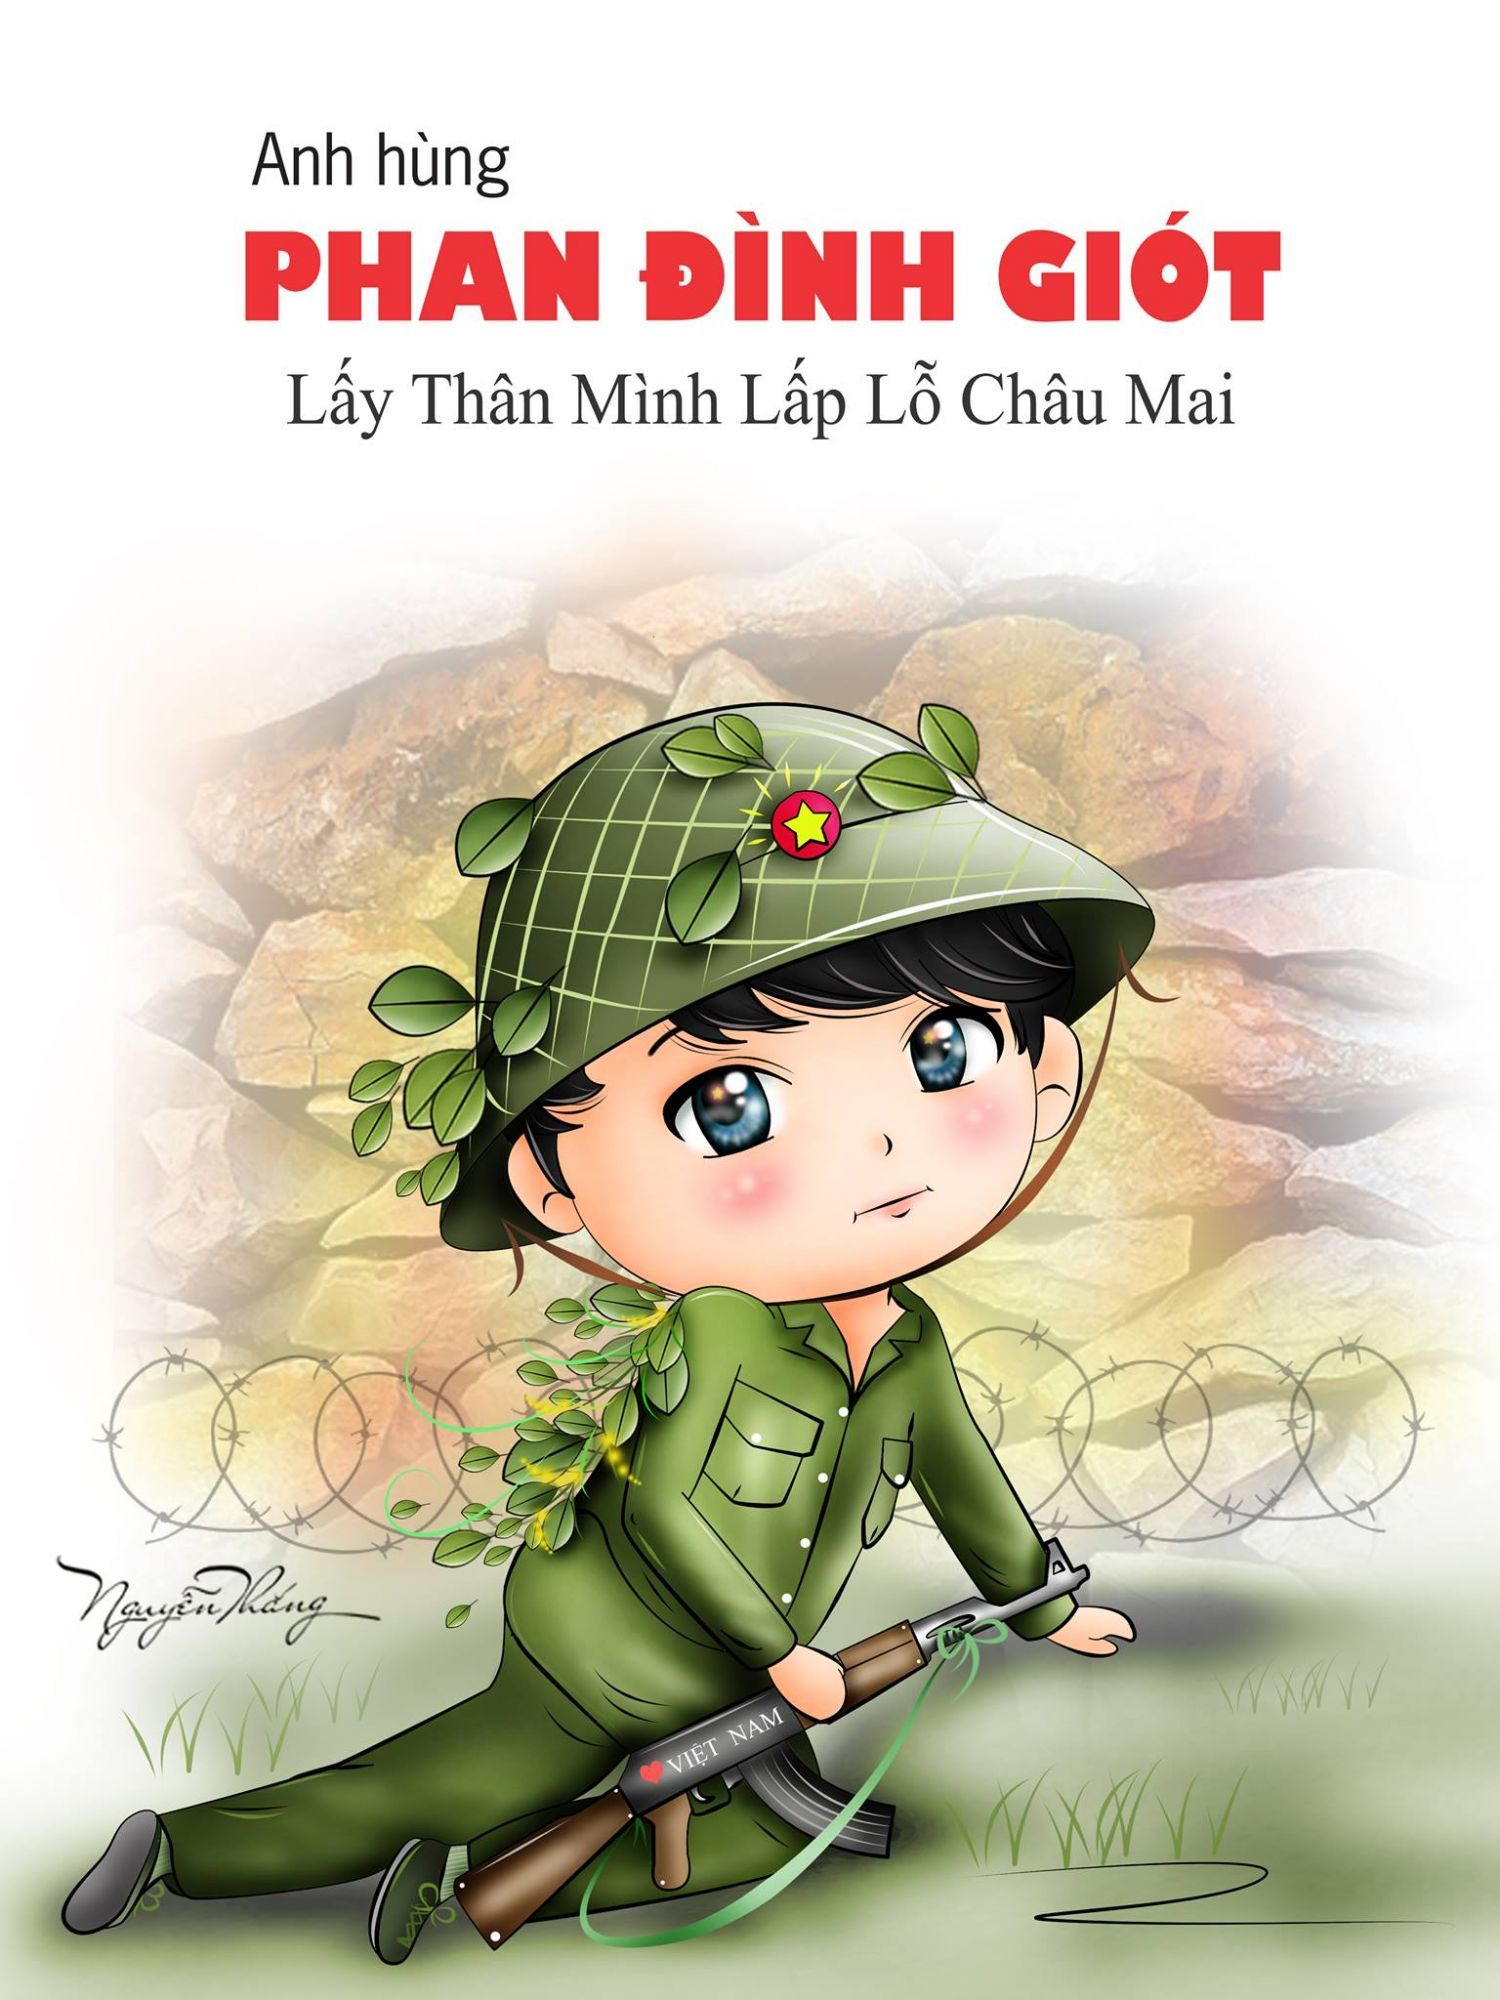 Anh hùng
PHAN ĐÌNH GIÓT
Lấy Thân Mình Lấp Lỗ Châu Mai
Nguyễn Thắng
VIỆT NAM